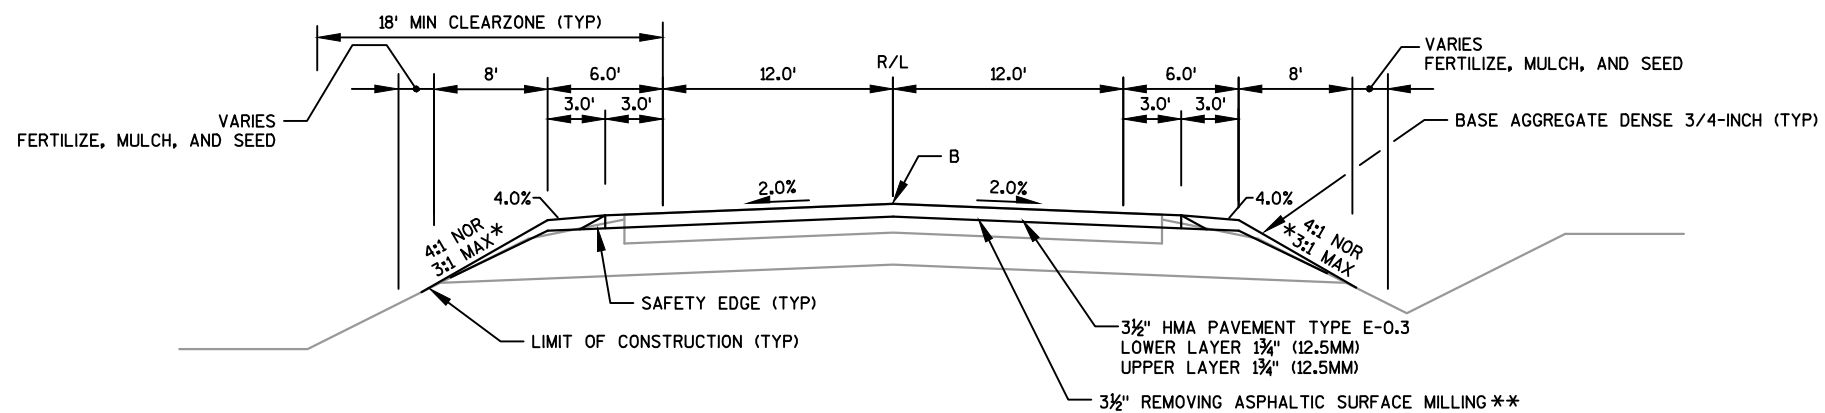 18' MIN CLEARZONE (TYP)
VARIES
FERTILIZE, MULCH, AND SEED
R/L
8'
6.0'
12.0'
12.0'
6.0'
8'
3.0'
3.0'
3.0'
3.0'
VARIES
FERTILIZE, MULCH, AND SEED
BASE AGGREGATE DENSE 3/4-INCH (TYP)
B
4.0%
2.0%
2.0%
4.0%
4:1 NOR
3:1 MAX*
4:1 NOR
*3:1 MAX
SAFETY EDGE (TYP)
LIMIT OF CONSTRUCTION (TYP)
3½" HMA PAVEMENT TYPE E-0.3
LOWER LAYER 1¾" (12.5MM)
UPPER LAYER 1¾" (12.5MM)
3½" REMOVING ASPHALTIC SURFACE MILLING**